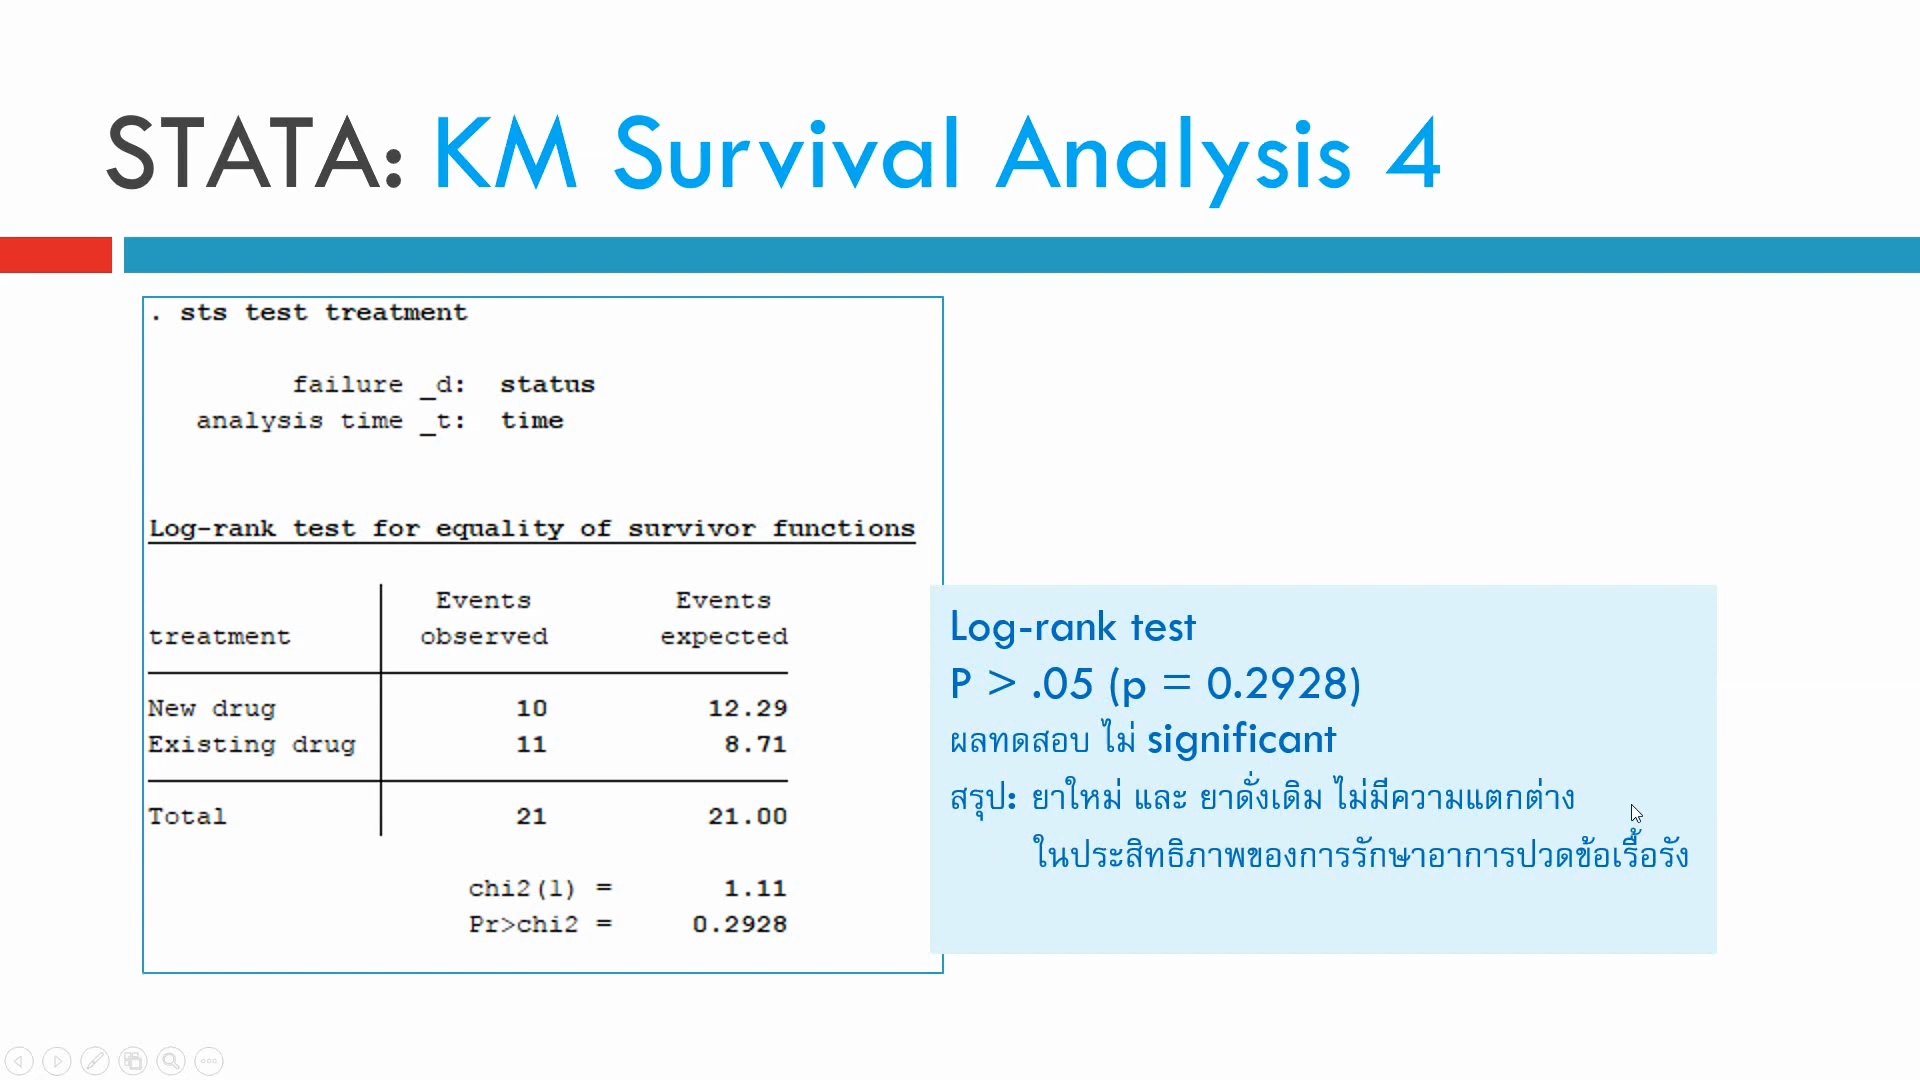 STATA: KM Survival Analysis 4
. sts test treatment
failure _d: status
analysis time _t: time
Log-rank test for equality of survivor functions
Events Events
treatment observed expected
New drug 10 12.29
Existing drug 11 8.71
Total 21 21.00
chi2(1) = 1.11
Pr>chi2 = 0.2928
Log-rank test
P > .05 (p = 0.2928)
ผลทดสอบ ไม่ significant
สรุป: ยาใหม่ และ ยาดั่งเดิม ไม่มีความแตกต่าง
ในประสิทธิภาพของการรักษาอาการปวดข้อเรื้อรัง